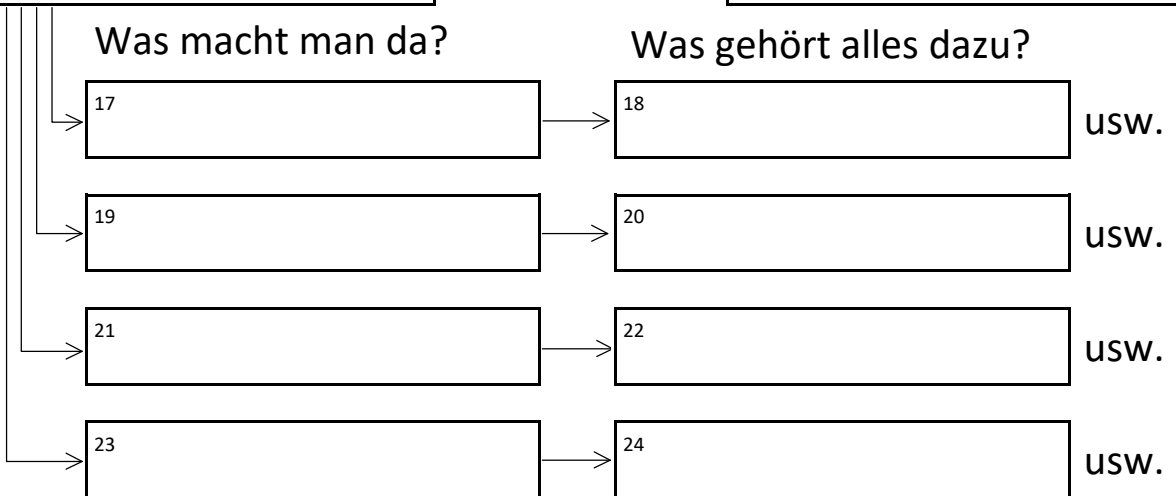 Was macht man da? Was gehört alles dazu?
17 18 usw.
19 20 usw.
21 22 usw.
23 24 usw.